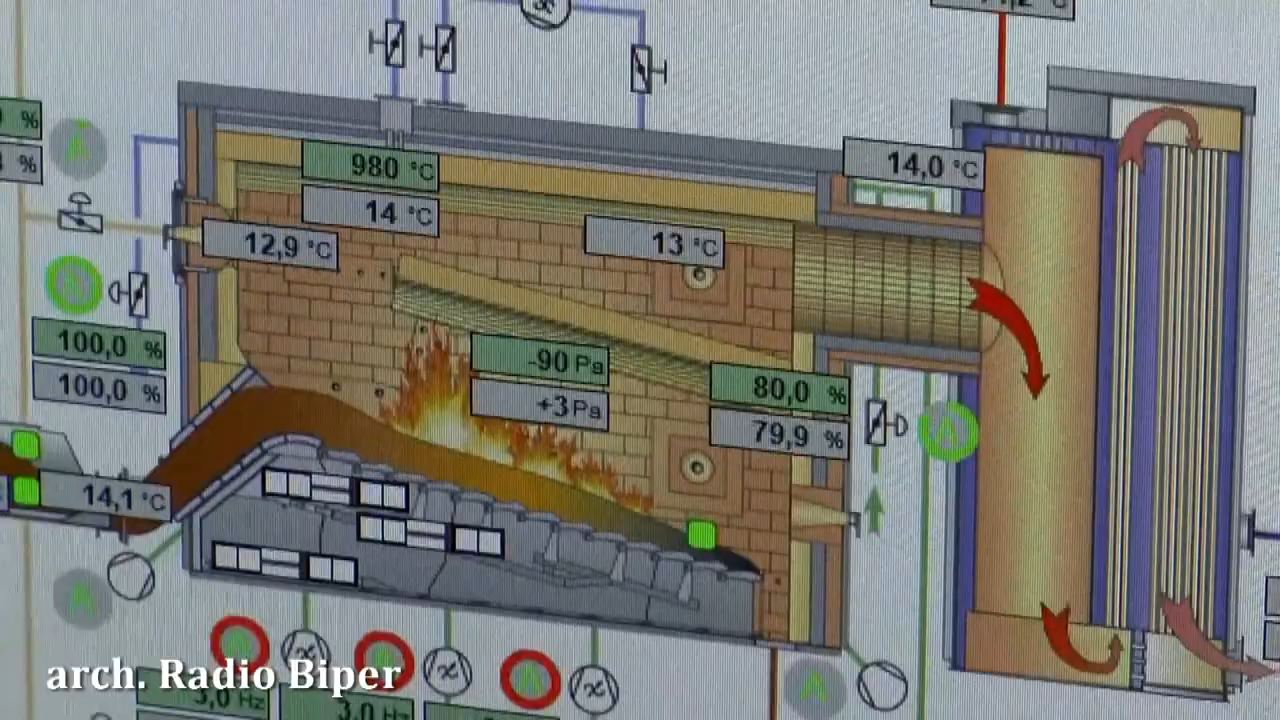 %
A
%
980 °C
14 °C
12,9 °C
13 °C
14,0 °C
100,0 %
100,0 %
-90 Pa
+3 Pa
80,0 %
79,9 %
A
14,1 °C
A
A
arch. Radio Biper
3,0 Hz
3,0 Hz